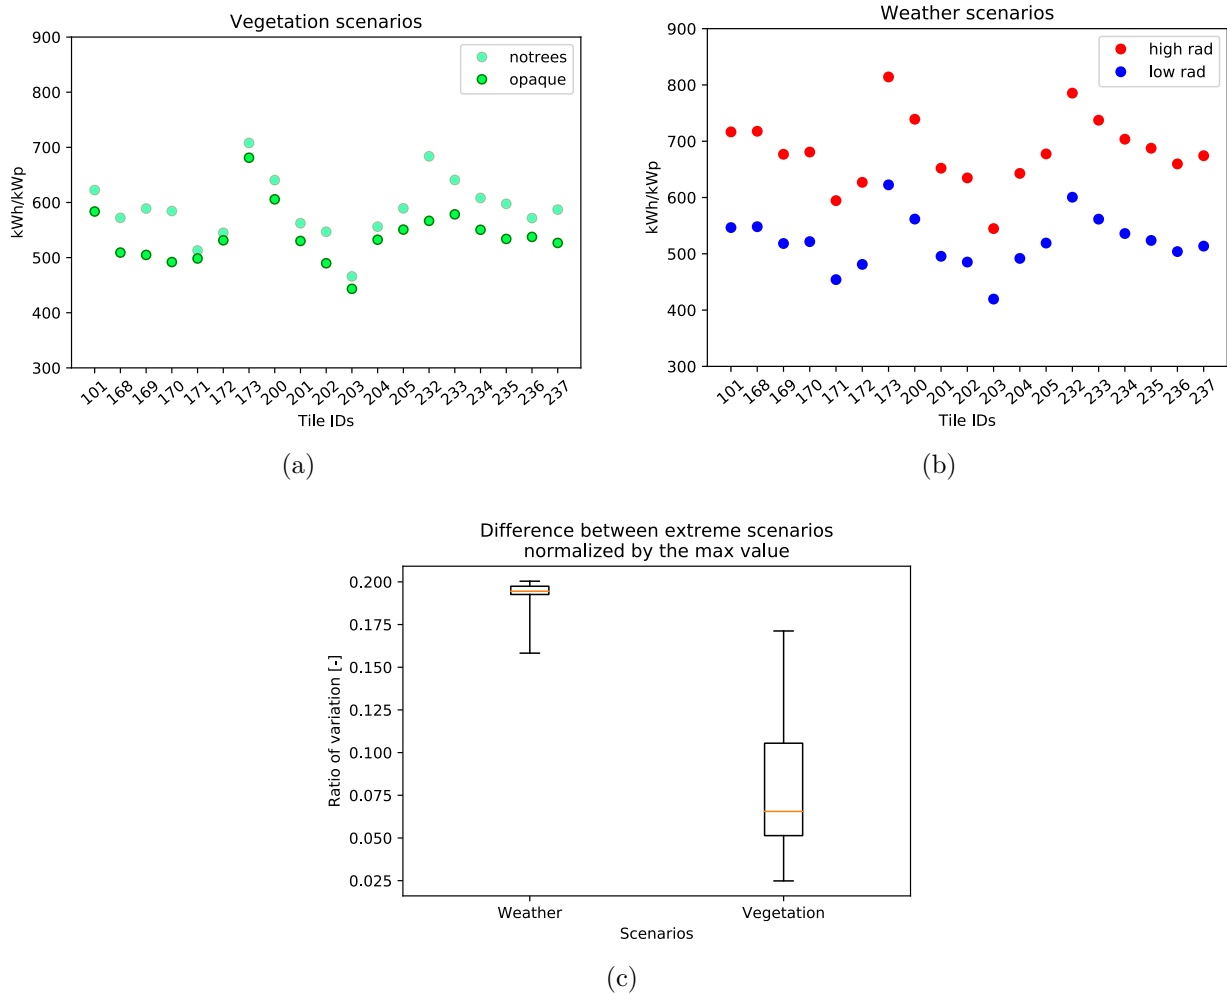 Vegetation scenarios
900
800
700
600
500
400
300
kWh/kWp
notrees
opaque
101 168 169 170 171 172 173 200 201 202 203 204 205 232 233 234 235 236 237
Tile IDs
(a)
Weather scenarios
900
800
700
600
500
400
300
kWh/kWp
high rad
low rad
101 168 169 170 171 172 173 200 201 202 203 204 205 232 233 234 235 236 237
Tile IDs
(b)
Difference between extreme scenarios
normalized by the max value
0.200
0.175
0.150
0.125
0.100
0.075
0.050
0.025
Ratio of variation [-]
Weather Vegetation
Scenarios
(c)